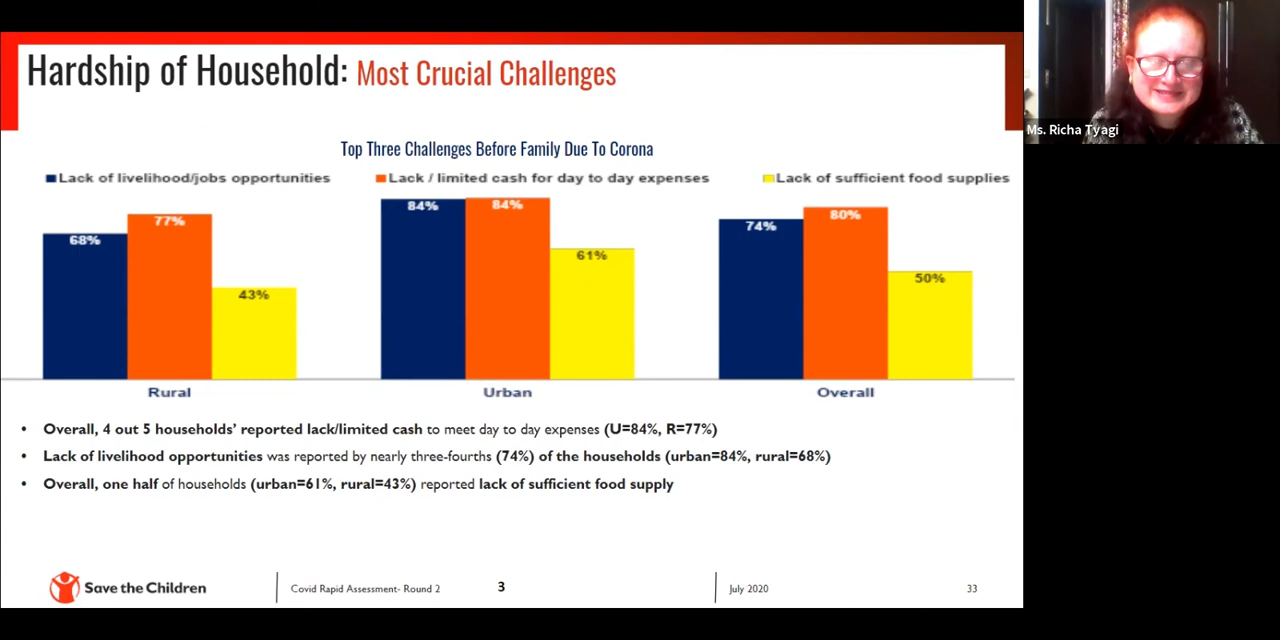 Hardship of Household: Most Crucial Challenges
Top Three Challenges Before Family Due To Corona
Lack of livelihood/jobs opportunities
Lack / limited cash for day to day expenses
Lack of sufficient food supplies
68%
77%
43%
84%
84%
61%
74%
80%
50%
Rural
Urban
Overall
• Overall, 4 out 5 households' reported lack/limited cash to meet day to day expenses (U=84%, R=77%)
• Lack of livelihood opportunities was reported by nearly three-fourths (74%) of the households (urban=84%, rural=68%)
• Overall, one half of households (urban=61%, rural=43%) reported lack of sufficient food supply
Save the Children
Covid Rapid Assessment- Round 2
3
July 2020
33
Ms. Richa Tyagi